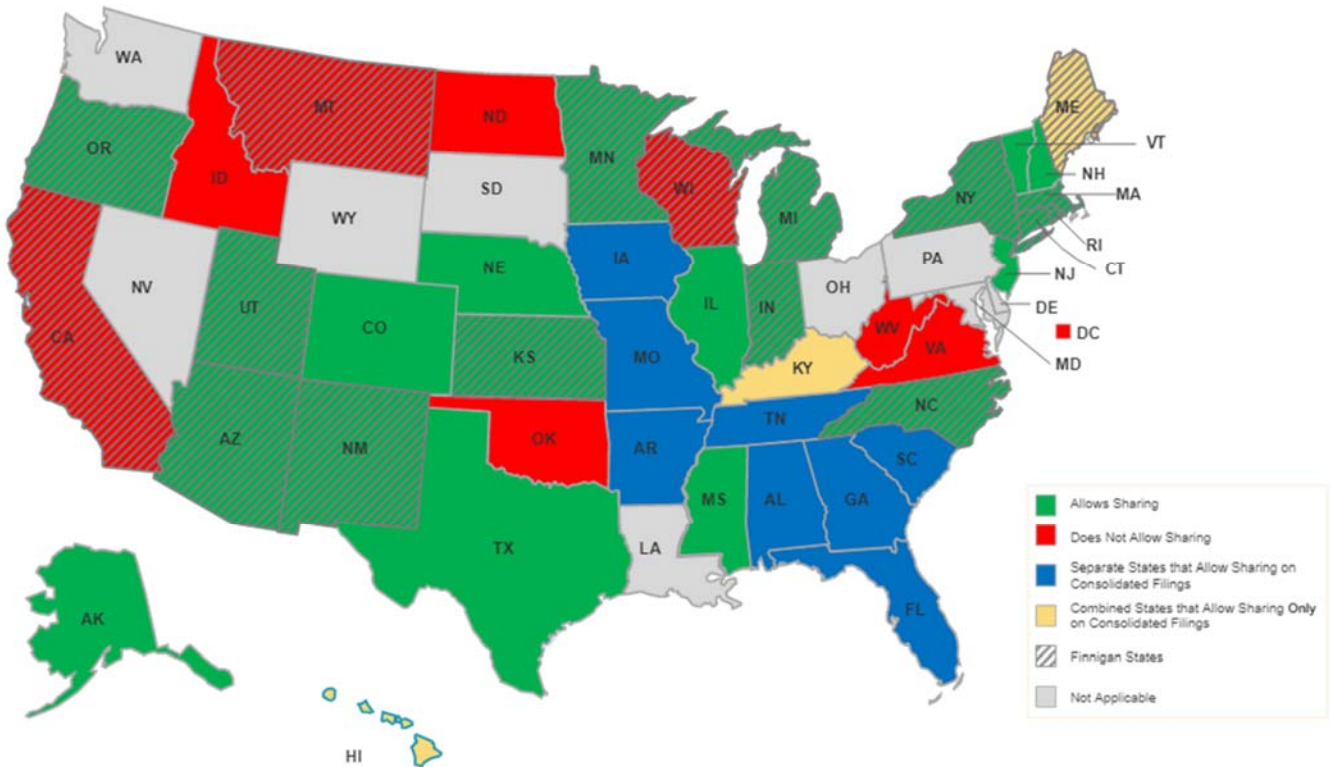 WA
MT
ND
ME
VT
OR
MN
ID
WI
NH
SD
NY
MA
WY
MI
RI
PA
CT
NE
IA
NJ
NV
OH
UT
IL
IN
DE
CO
WV
DC
CA
VA
KS
MO
KY
MD
NC
TN
AZ
OK
NM
AR
SC
MS
AL
GA
TX
LA
FL
AK
HI
Allows Sharing
Does Not Allow Sharing
Separate States that Allow Sharing on
Consolidated Filings
Combined States that Allow Sharing Only
on Consolidated Filings
Finnigan States
Not Applicable